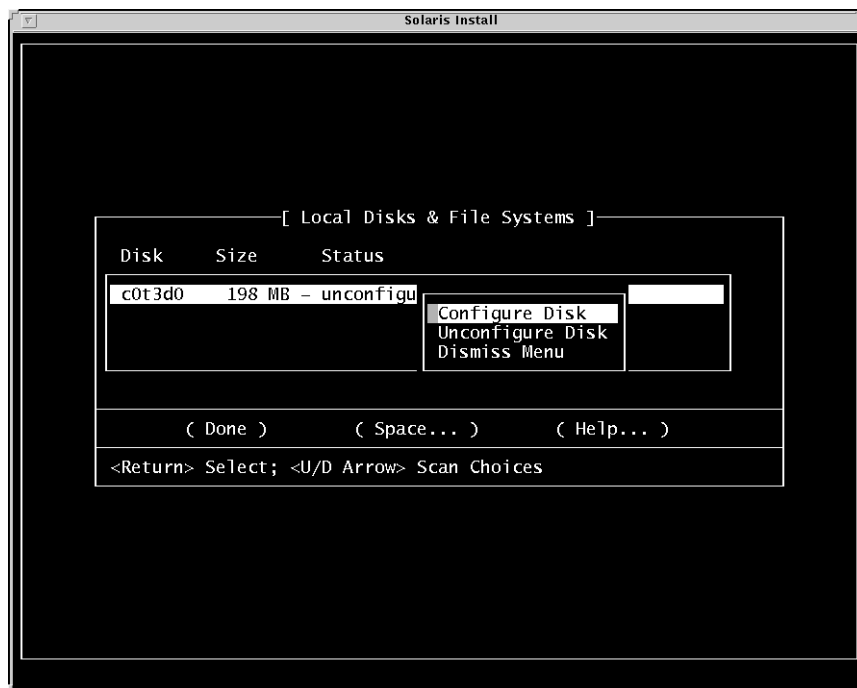 Solaris Install
[ Local Disks & File Systems ]
Disk Size Status
c0t3d0 198 MB – unconfigu
Configure Disk
Unconfigure Disk
Dismiss Menu
( Done ) ( Space... ) ( Help... )
<Return> Select; <U/D Arrow> Scan Choices